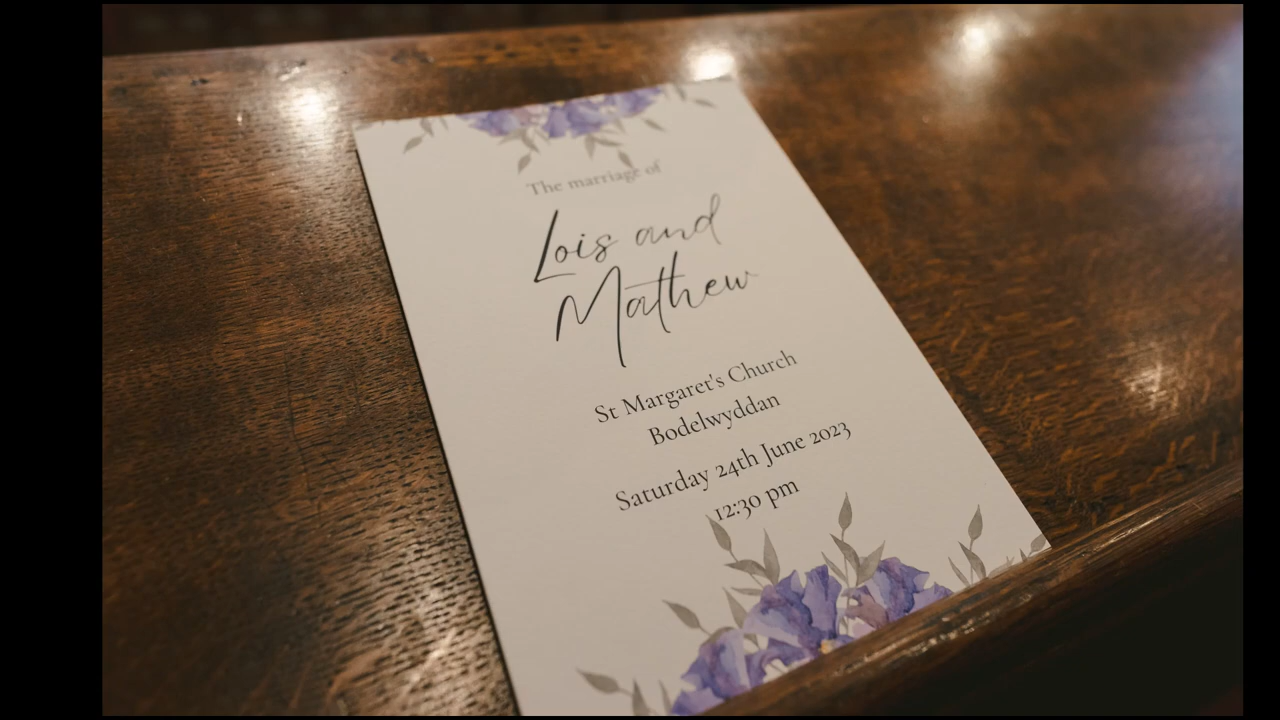 The marriage of
Lois and
Mathew
St Margaret's Church
Bodelwyddan
Saturday 24th June 2023
12:30 pm